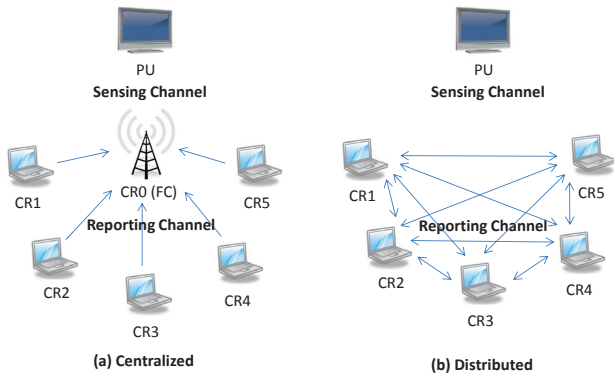 PU
Sensing Channel
CR1
CR0 (FC)
CR5
Reporting Channel
CR2
CR3
CR4
(a) Centralized
PU
Sensing Channel
CR1
CR5
Reporting Channel
CR2
CR4
CR3
(b) Distributed